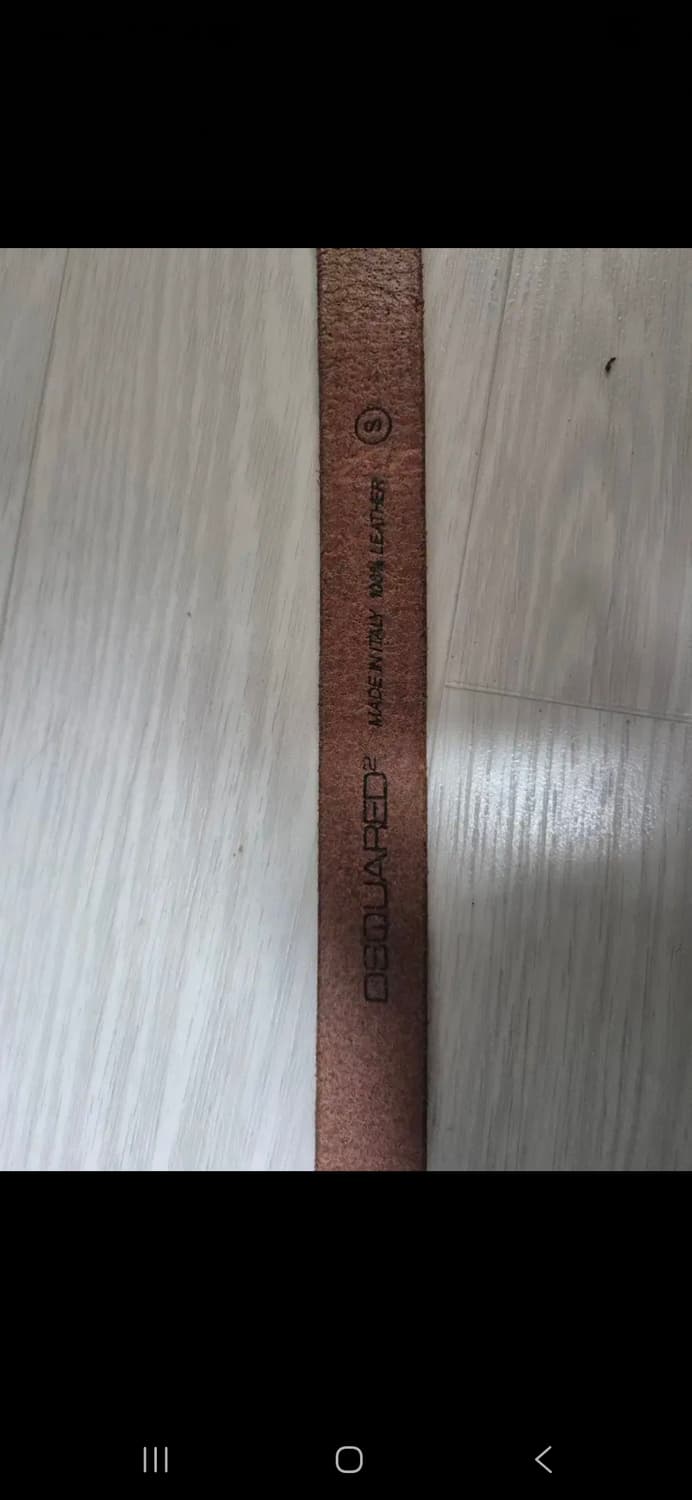 DSQUARED²
MADE IN ITALY 100% LEATHER
S